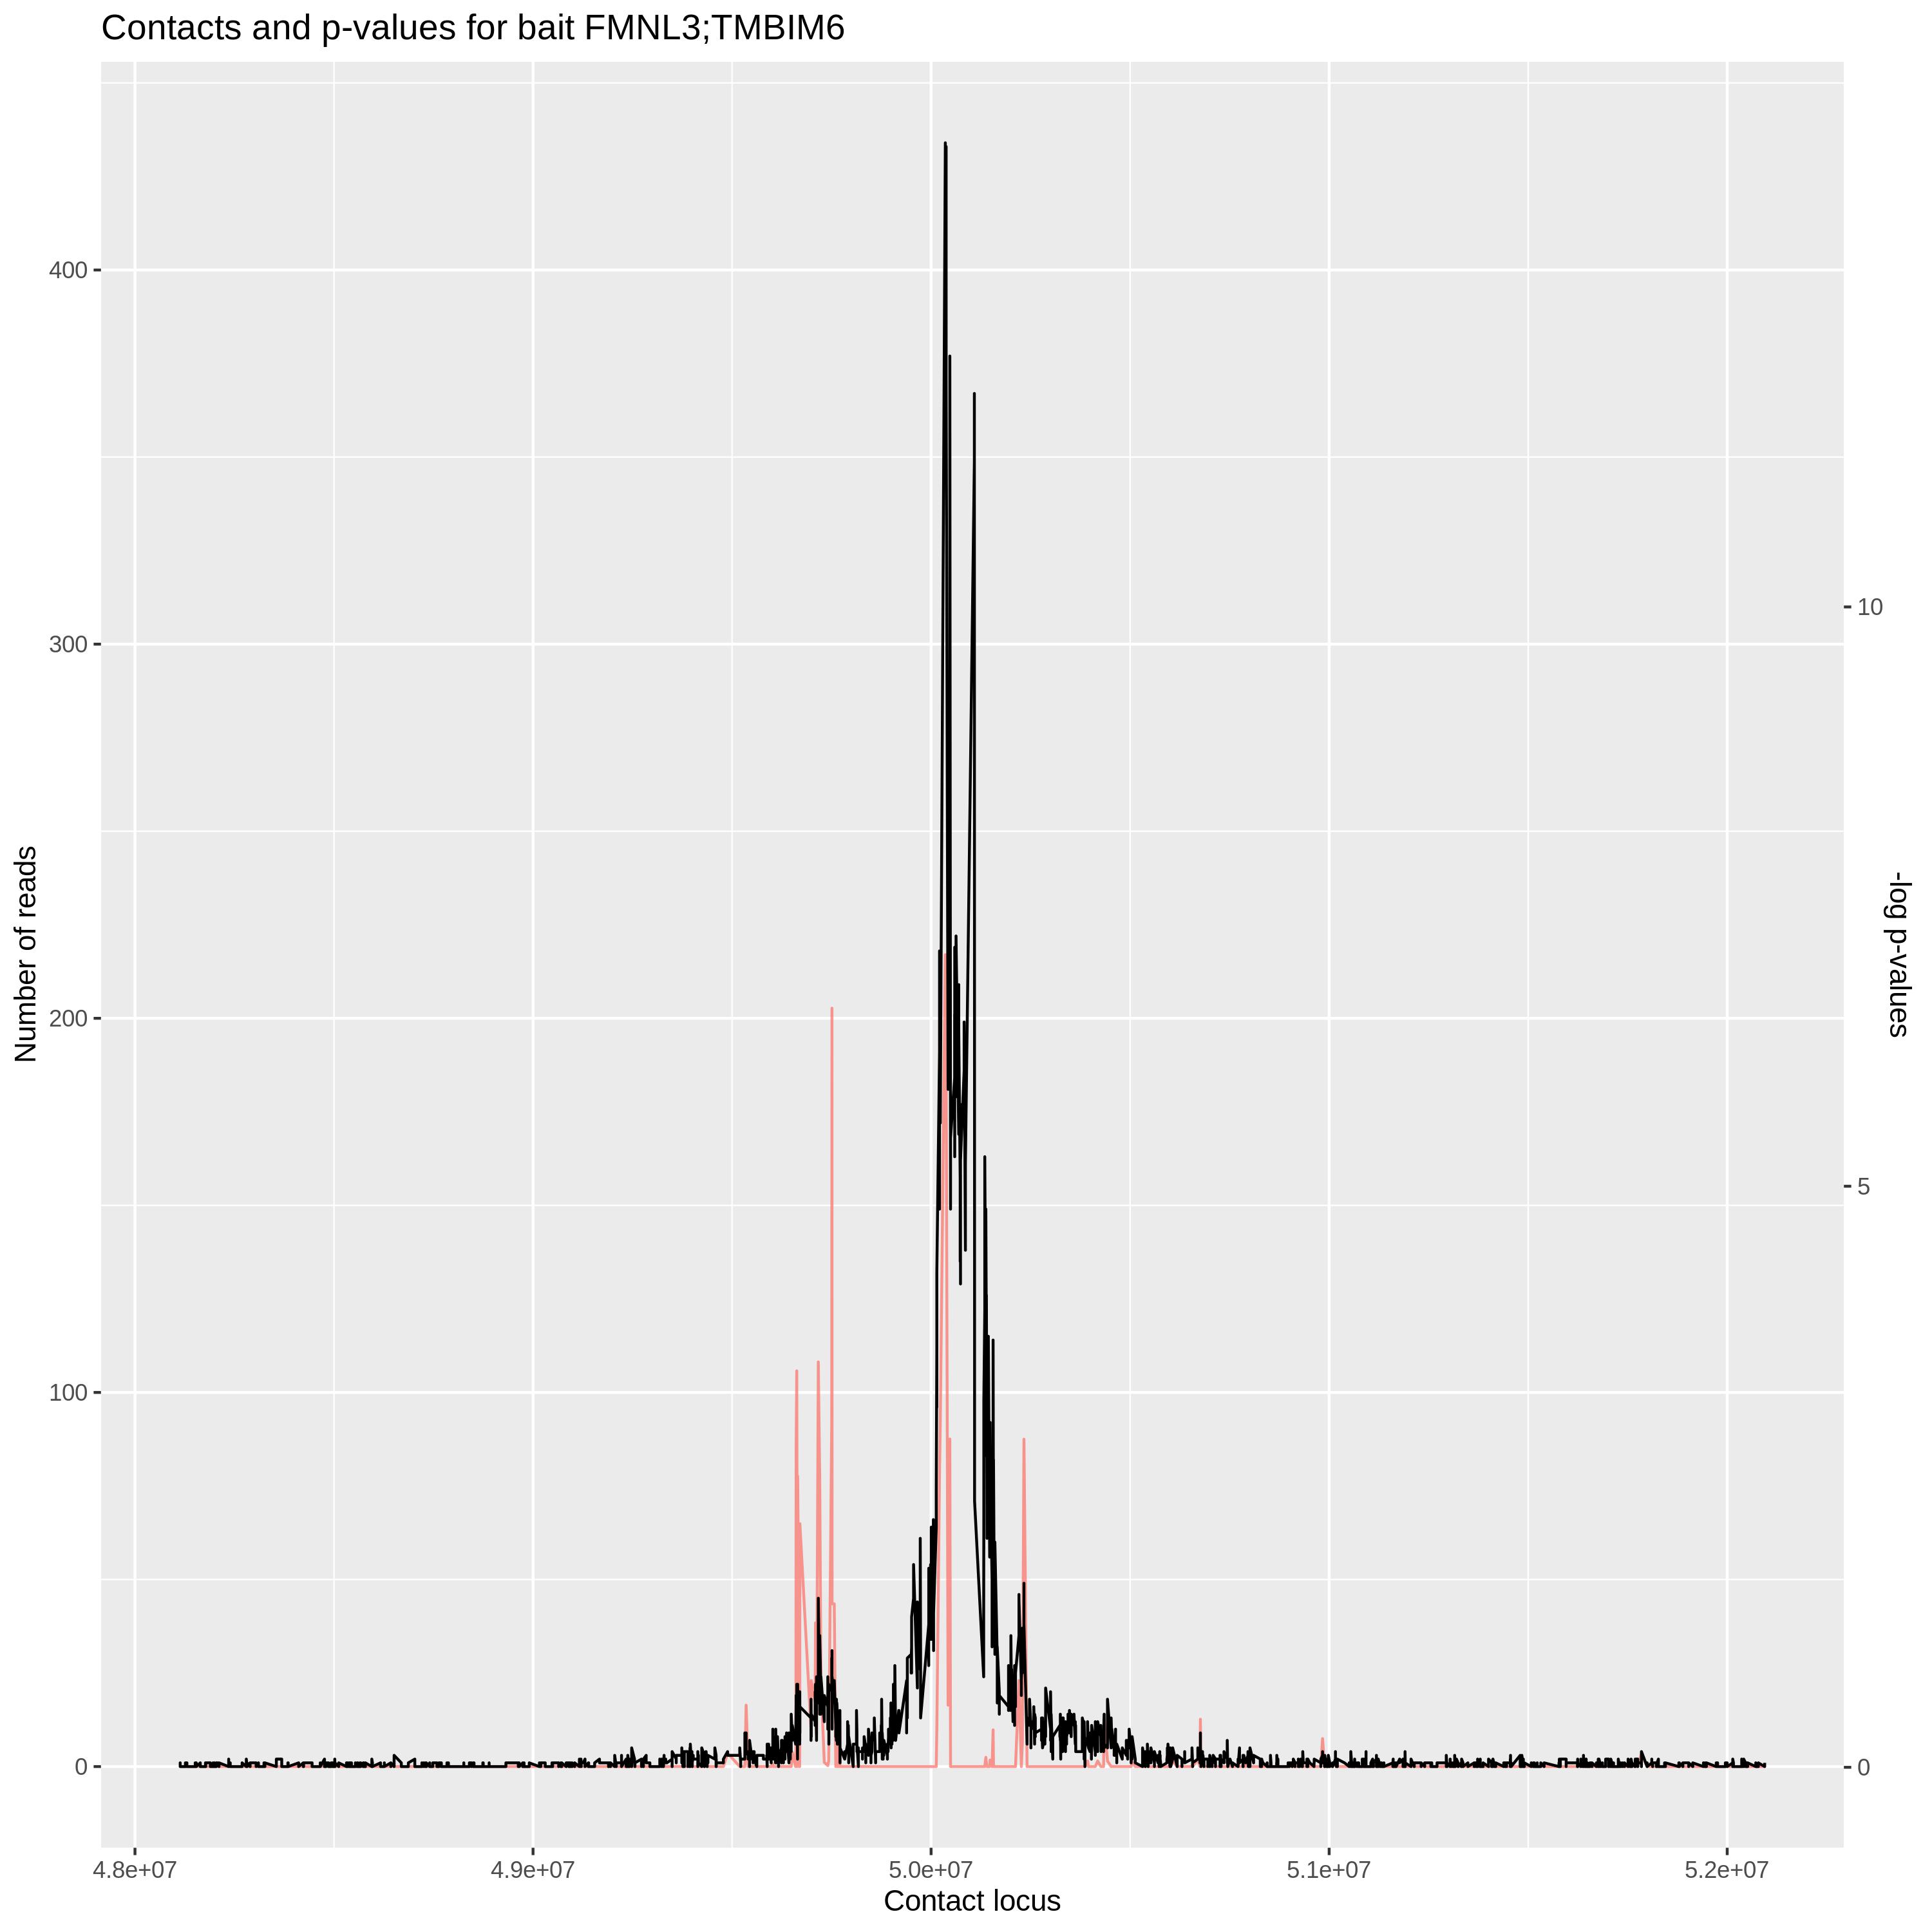 Contacts and p-values for bait FMNL3;TMBIM6
400
300
200
100
0
Number of reads
10
5
0
-log p-values
4.8e+07
4.9e+07
5.0e+07
5.1e+07
5.2e+07
Contact locus